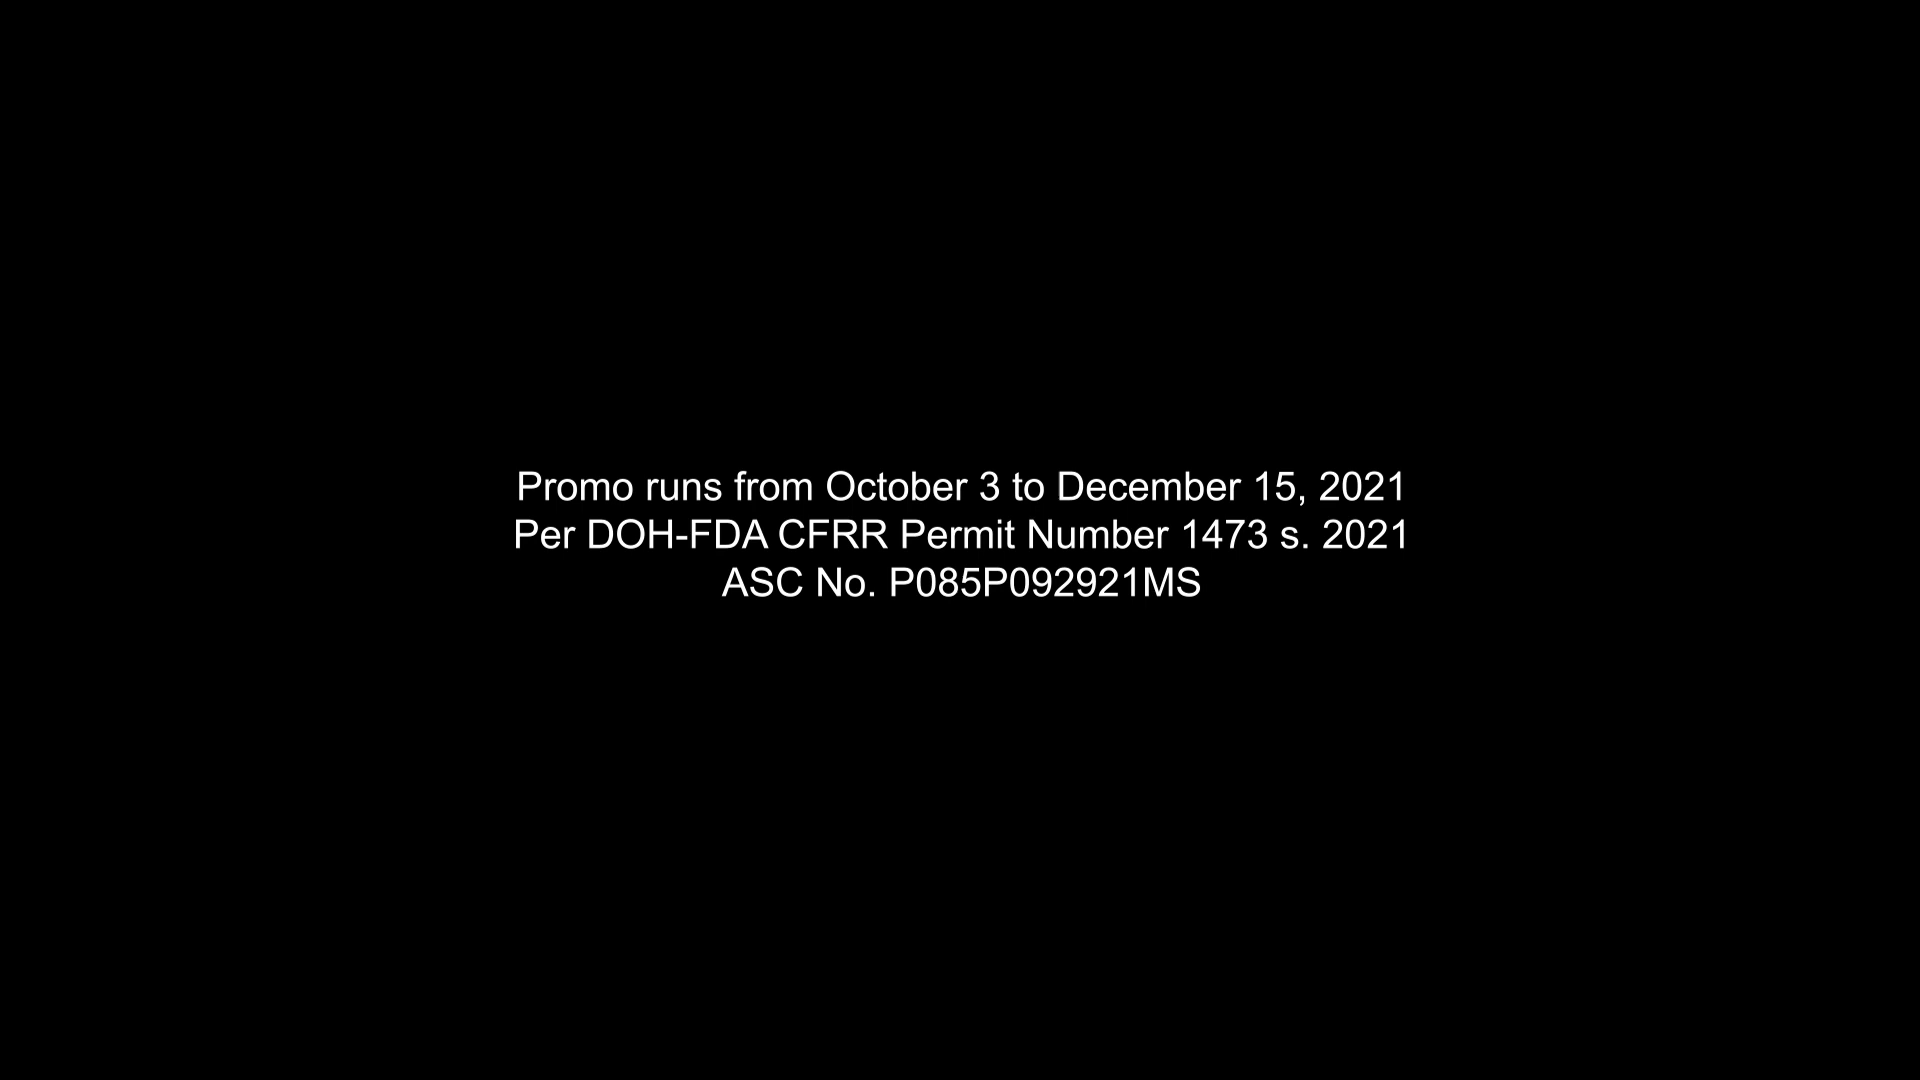 Promo runs from October 3 to December 15, 2021
Per DOH-FDA CFRR Permit Number 1473 s. 2021
ASC No. P085P092921MS